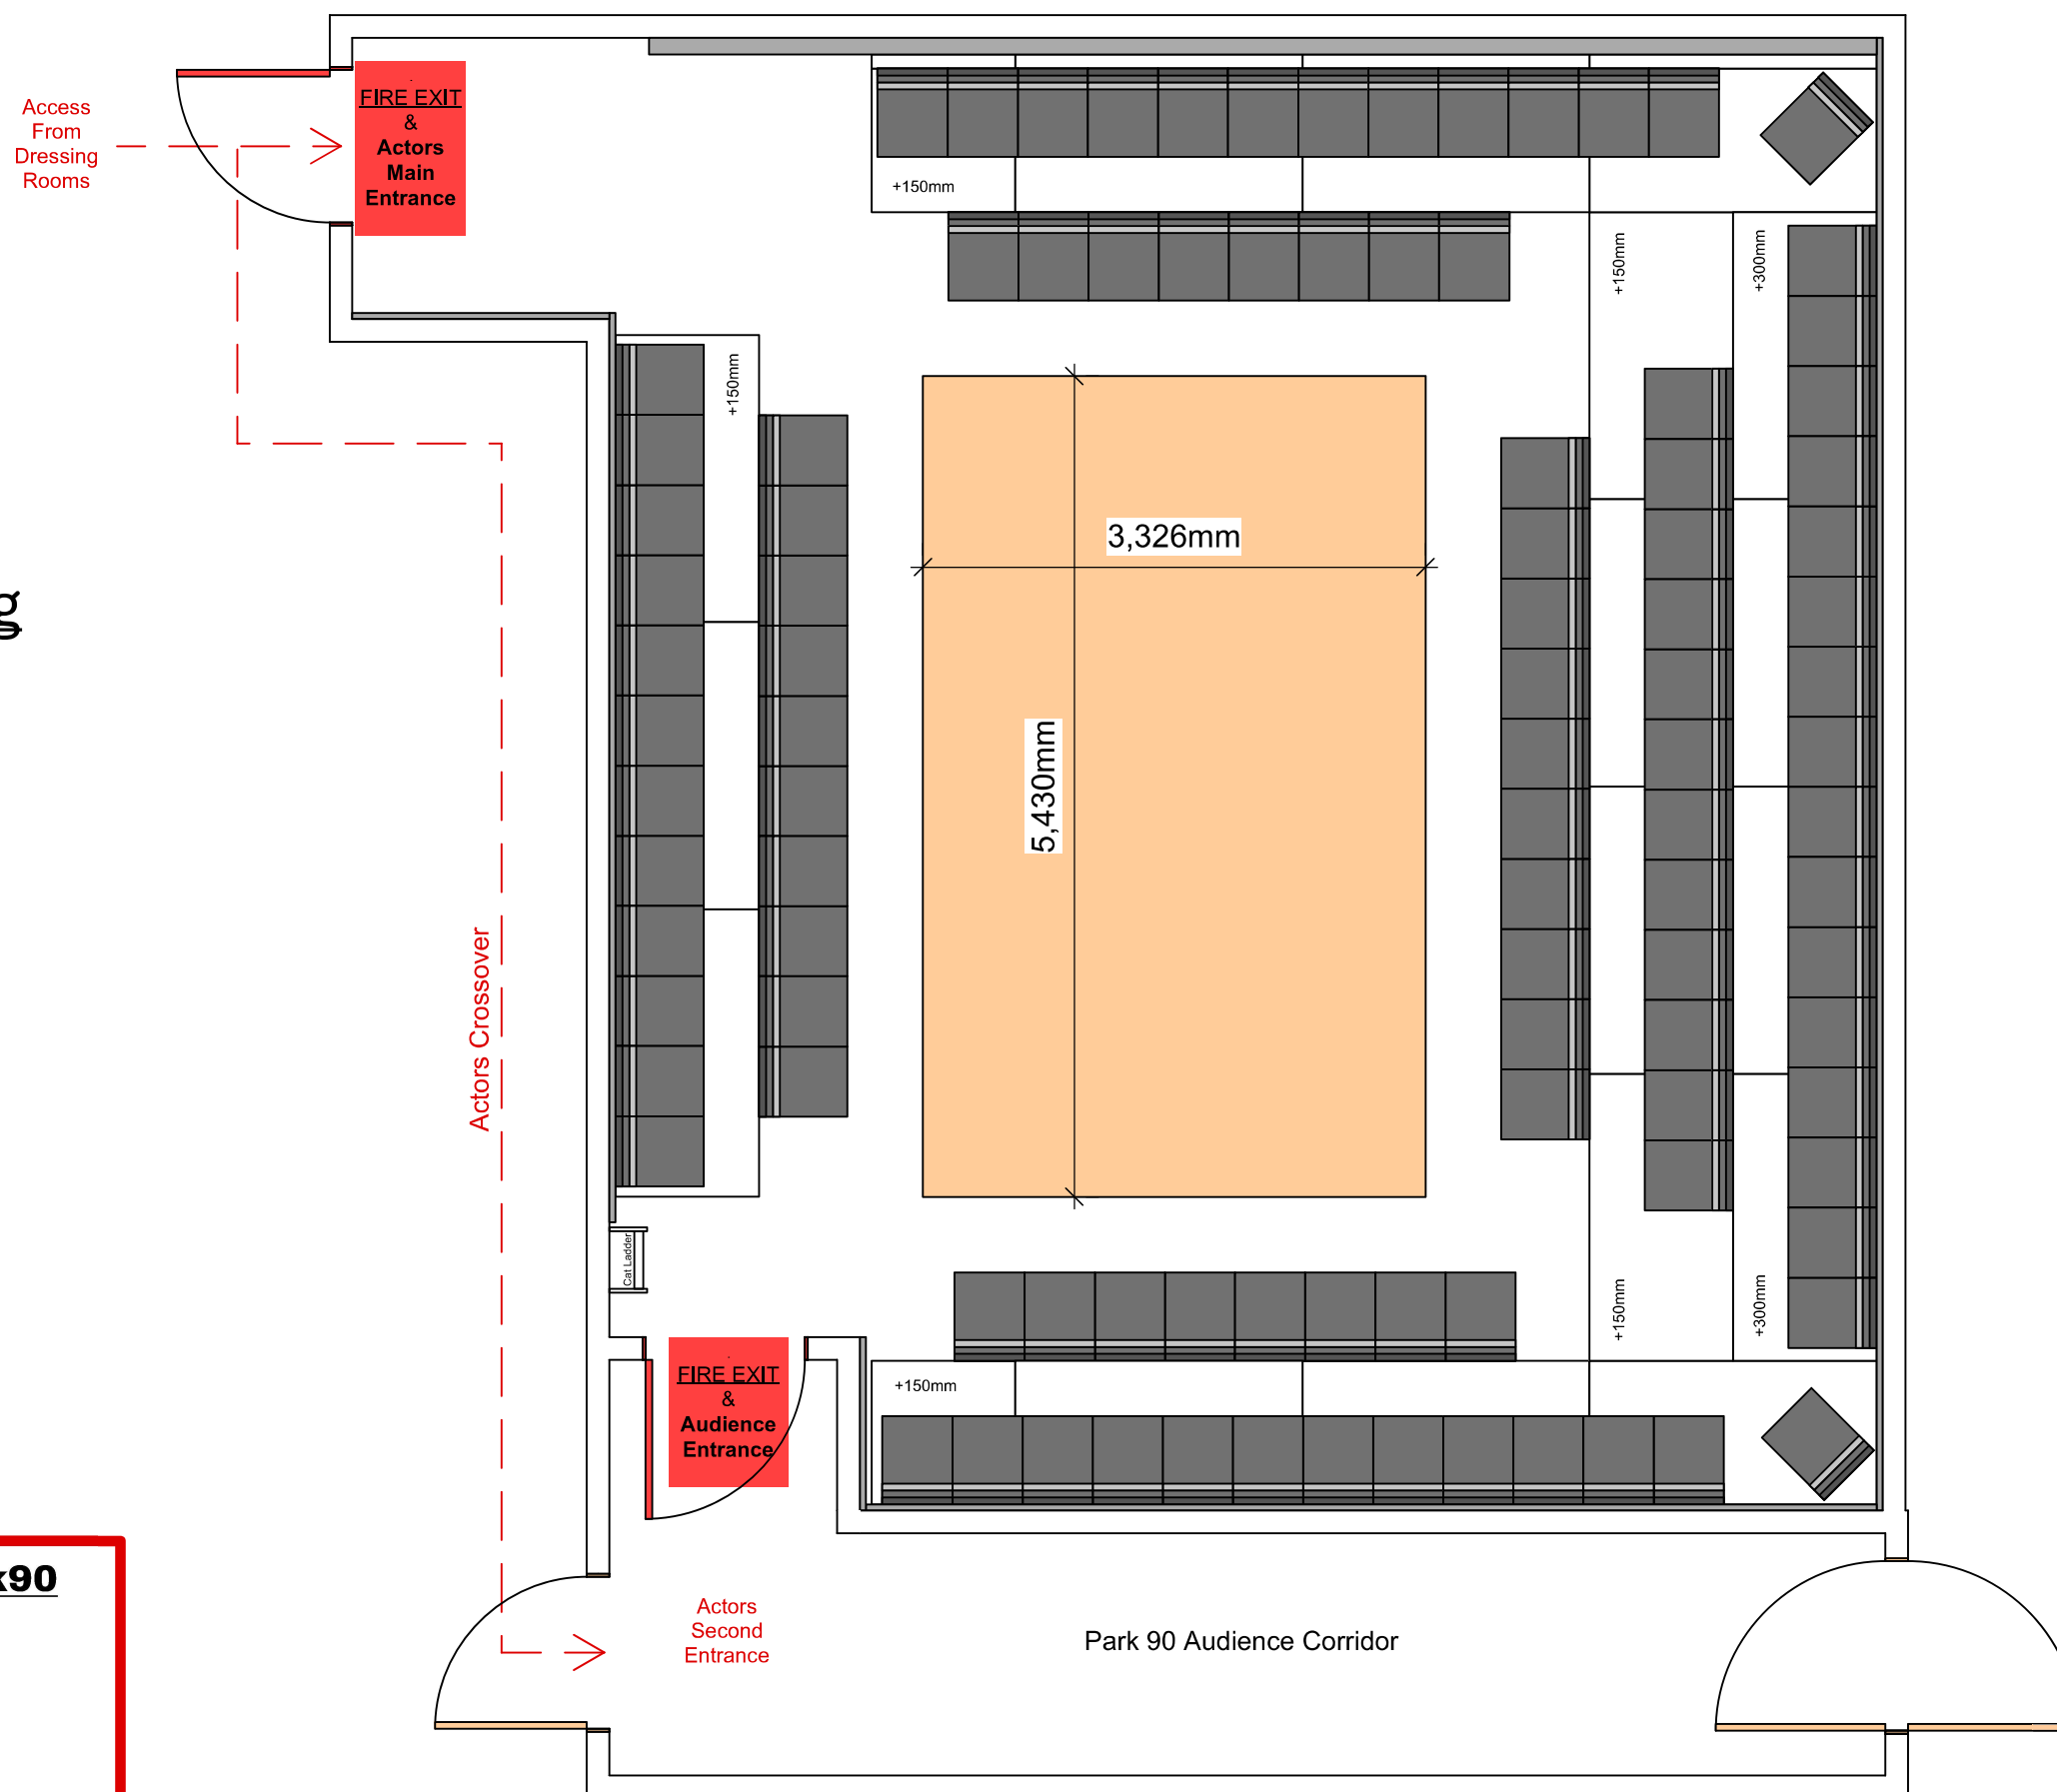 FIRE EXIT
&
Actors
Main
Entrance
Access
From
Dressing
Rooms
+150mm
+150mm
+300mm
+150mm
3,326mm
5,430mm
g
Actors Crossover
Cat Ladder
+150mm
+300mm
FIRE EXIT
&
Audience
Entrance
+150mm
k90
Actors
Second
Entrance
Park 90 Audience Corridor